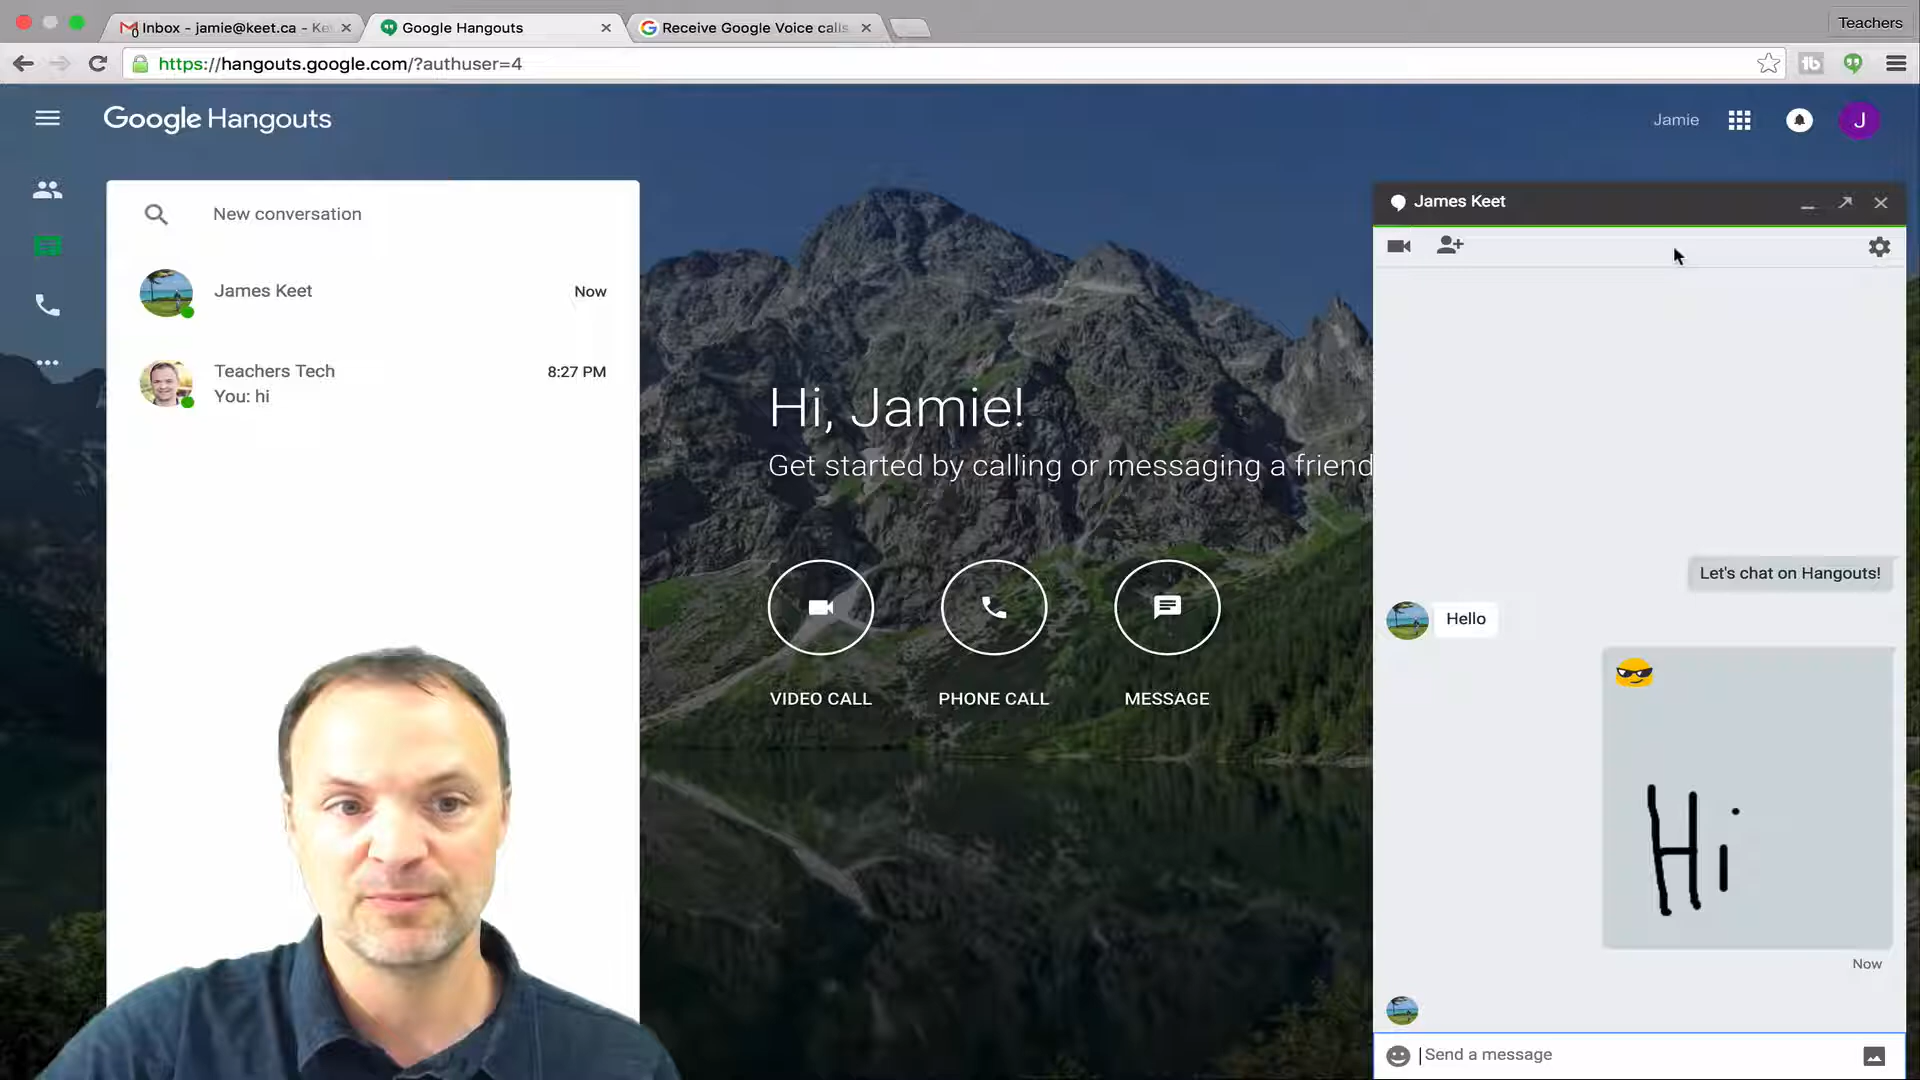 Inbox - jamie@keet.ca - Ke
Google Hangouts
Receive Google Voice calls
Teachers
https://hangouts.google.com/?authuser=4
Google Hangouts
Jamie
J
New conversation
James Keet
Now
Teachers Tech
8:27 PM
You: hi
Hi, Jamie!
Get started by calling or messaging a friend
VIDEO CALL
PHONE CALL
MESSAGE
James Keet
Let's chat on Hangouts!
Hello
Hi
Now
Send a message